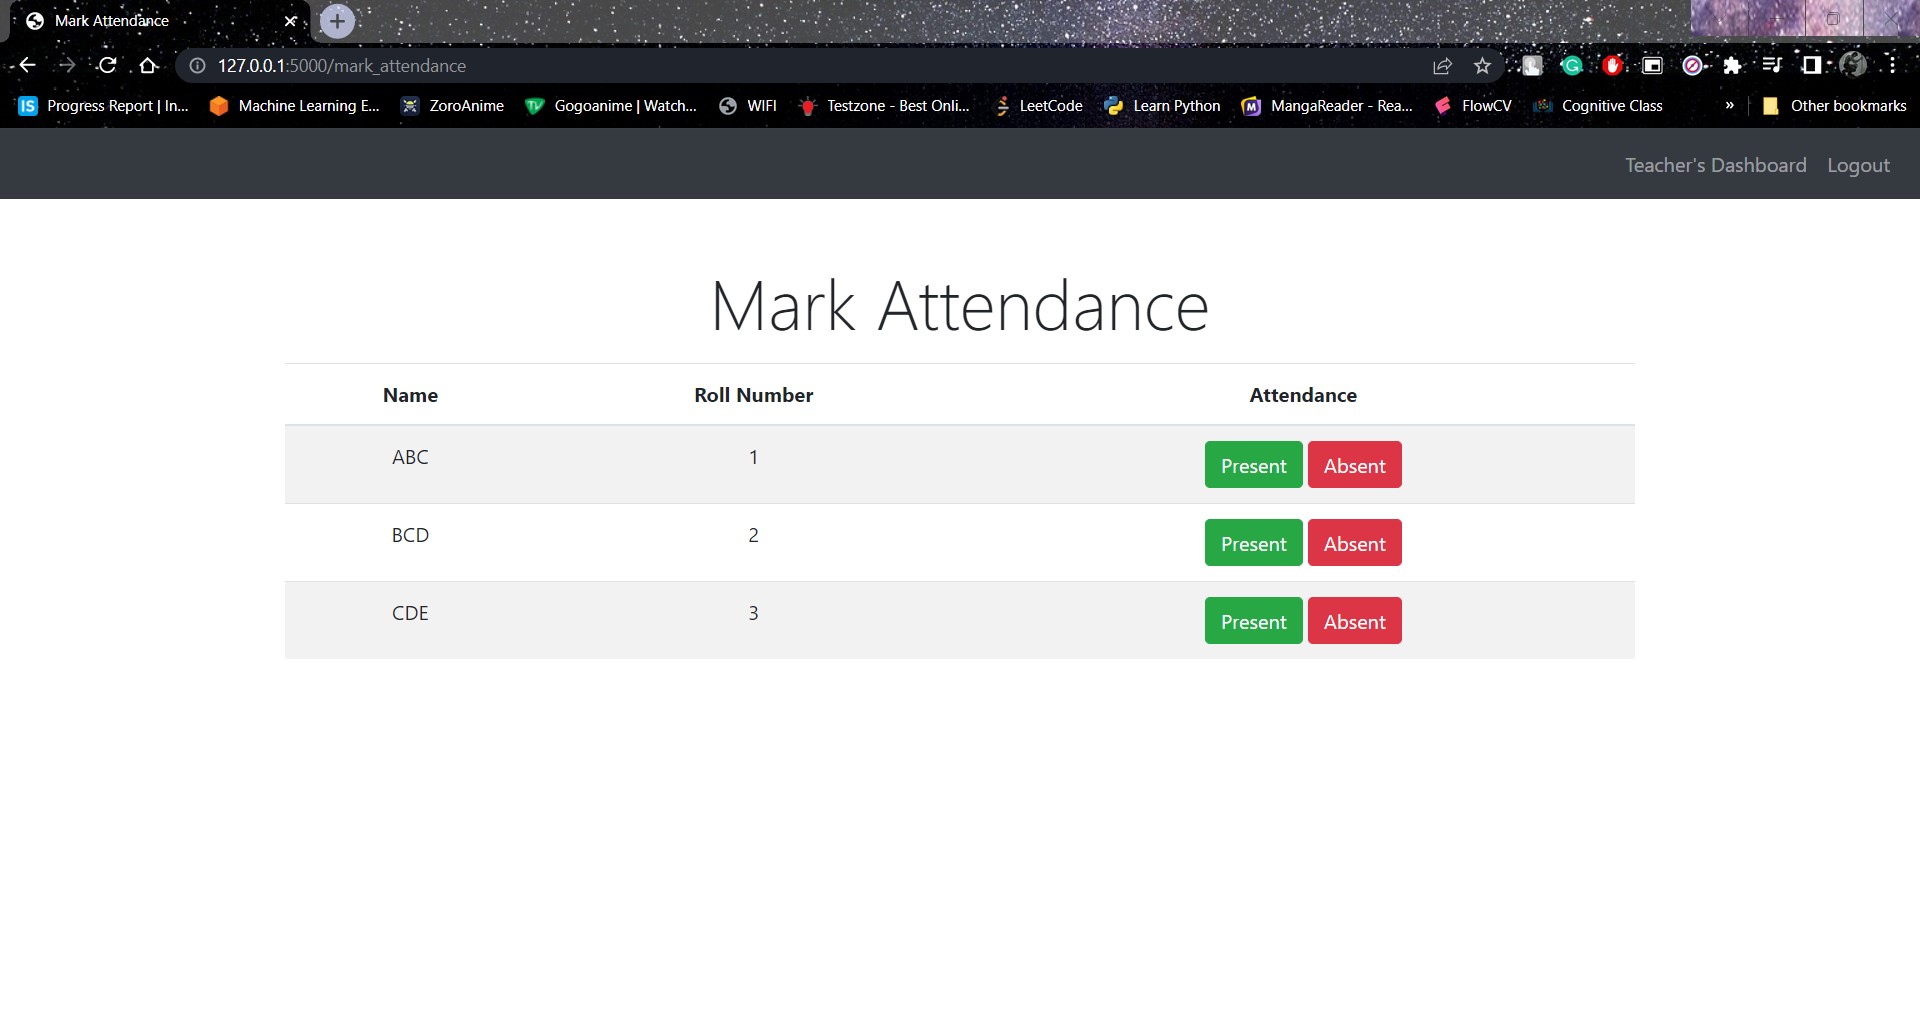 Mark Attendance
127.0.0.1:5000/mark_attendance
IS Progress Report | In... Machine Learning E... ZoroAnime Gogoanime | Watch... WIFI Testzone - Best Onli... LeetCode Learn Python M MangaReader - Rea... FlowCV Cognitive Class » Other bookmarks
Teacher's Dashboard Logout
Mark Attendance
Name Roll Number Attendance
ABC 1 Present Absent
BCD 2 Present Absent
CDE 3 Present Absent